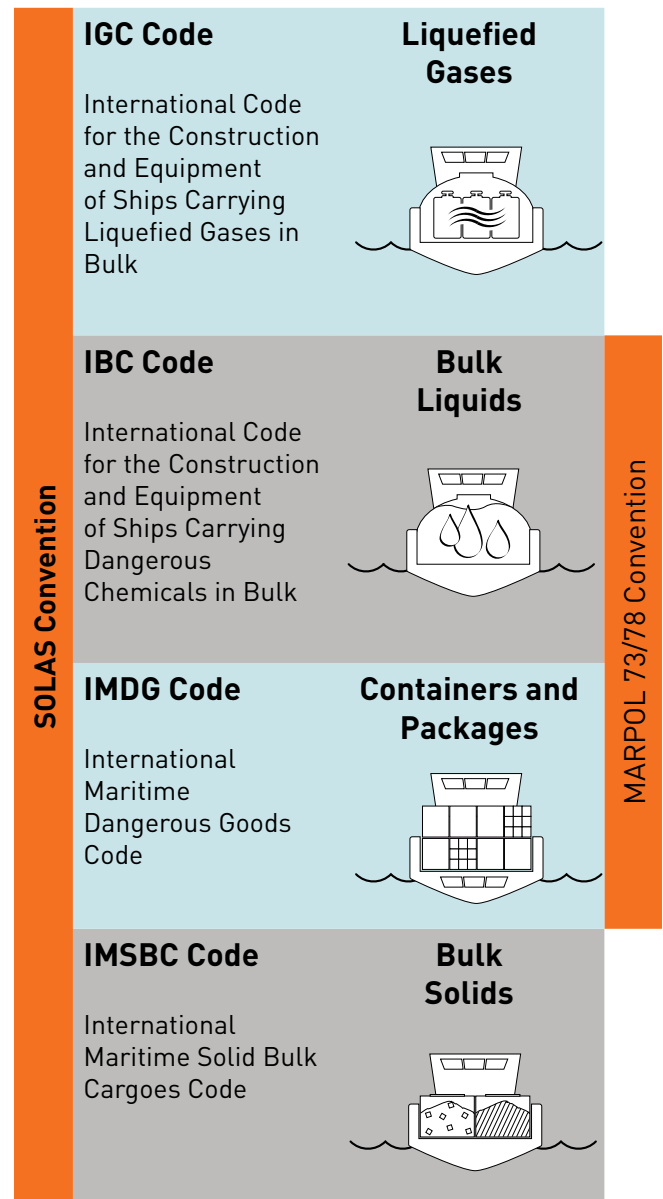 SOLAS Convention
IGC Code
International Code
for the Construction
and Equipment
of Ships Carrying
Liquefied Gases in
Bulk
Liquefied
Gases
IBC Code
International Code
for the Construction
and Equipment
of Ships Carrying
Dangerous
Chemicals in Bulk
Bulk
Liquids
IMDG Code
International
Maritime
Dangerous Goods
Code
Containers and
Packages
IMSBC Code
International
Maritime Solid Bulk
Cargoes Code
Bulk
Solids
MARPOL 73/78 Convention